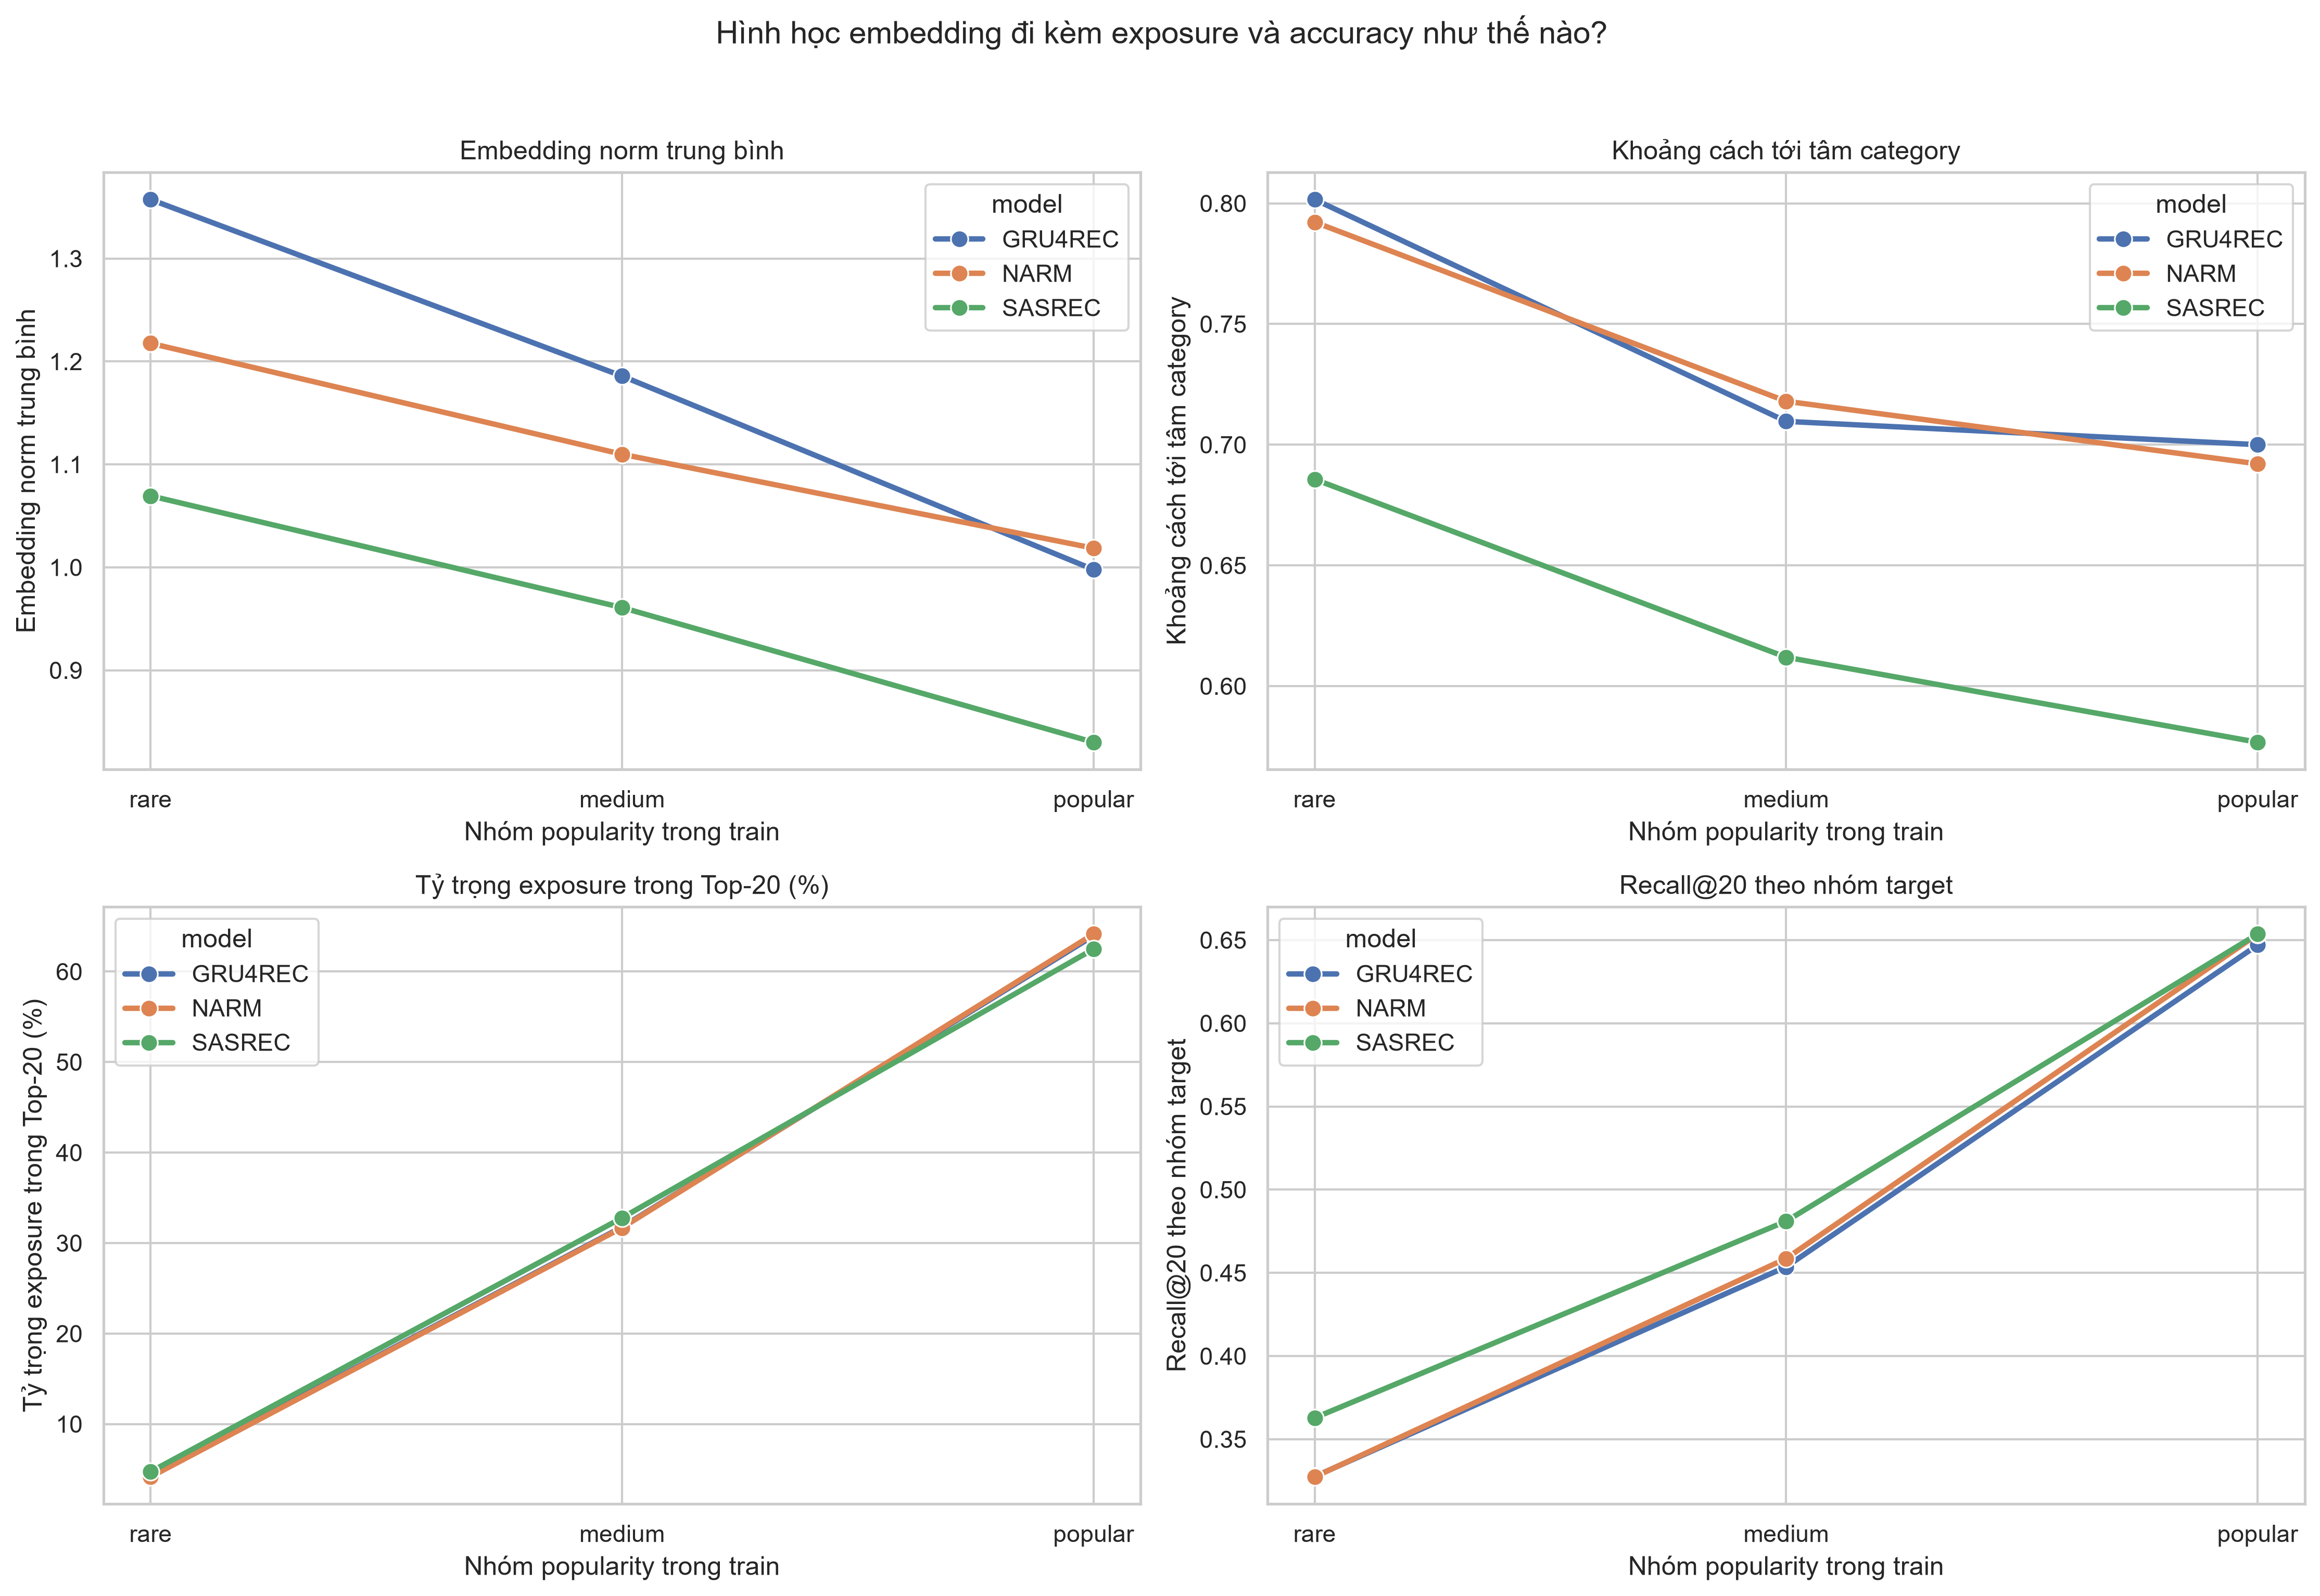 Hình học embedding đi kèm exposure và accuracy như thế nào?
Embedding norm trung bình
Embedding norm trung bình
1.3
1.2
1.1
1.0
0.9
model
GRU4REC
NARM
SASREC
rare medium popular
Nhóm popularity trong train
Khoảng cách tới tâm category
Khoảng cách tới tâm category
0.80
0.75
0.70
0.65
0.60
model
GRU4REC
NARM
SASREC
rare medium popular
Nhóm popularity trong train
Tỷ trọng exposure trong Top-20 (%)
Tỷ trọng exposure trong Top-20 (%)
60
50
40
30
20
10
model
GRU4REC
NARM
SASREC
rare medium popular
Nhóm popularity trong train
Recall@20 theo nhóm target
Recall@20 theo nhóm target
0.65
0.60
0.55
0.50
0.45
0.40
0.35
model
GRU4REC
NARM
SASREC
rare medium popular
Nhóm popularity trong train